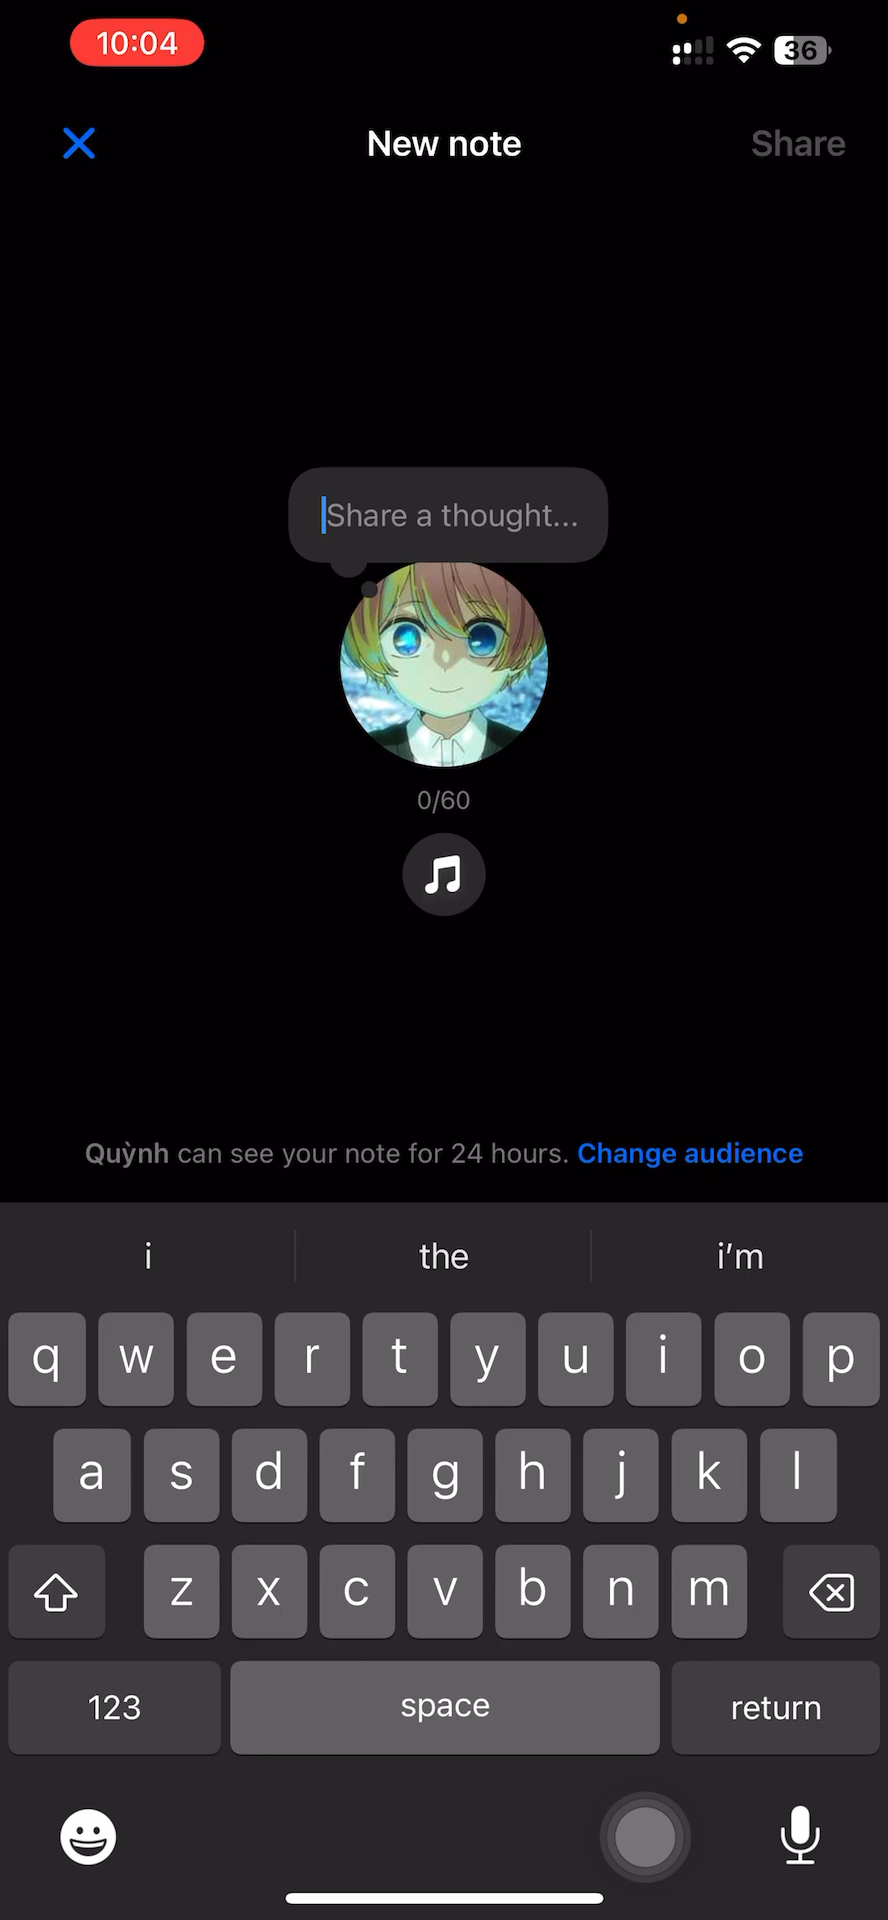 10:04
36
New note
Share
Share a thought...
0/60
Quỳnh can see your note for 24 hours. Change audience
i the i'm
q w e r t y u i o p
a s d f g h j k l
z x c v b n m
123 space return